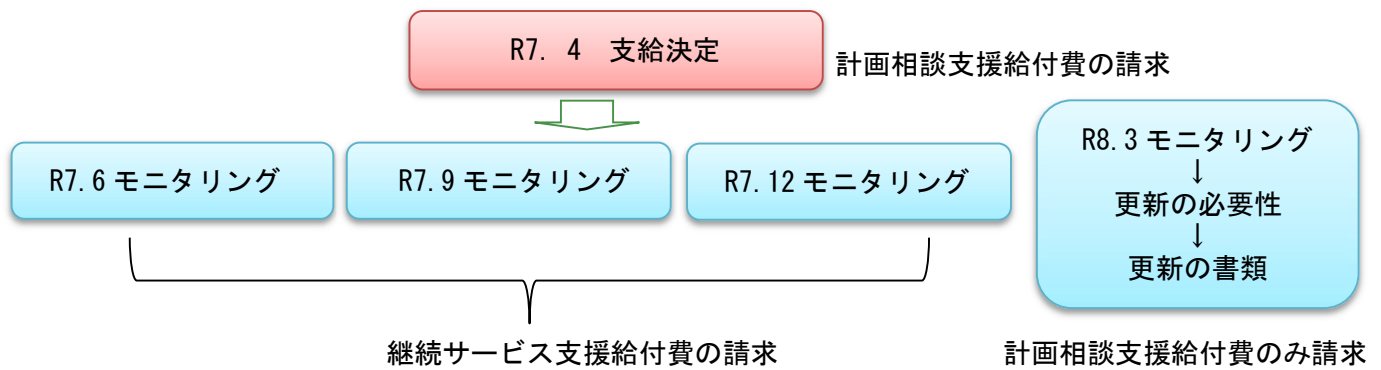 R7. 4　支給決定
計画相談支援給付費の請求
R7.6 モニタリング
R7.9 モニタリング
R7.12 モニタリング
R8.3 モニタリング
↓
更新の必要性
↓
更新の書類
継続サービス支援給付費の請求
計画相談支援給付費のみ請求